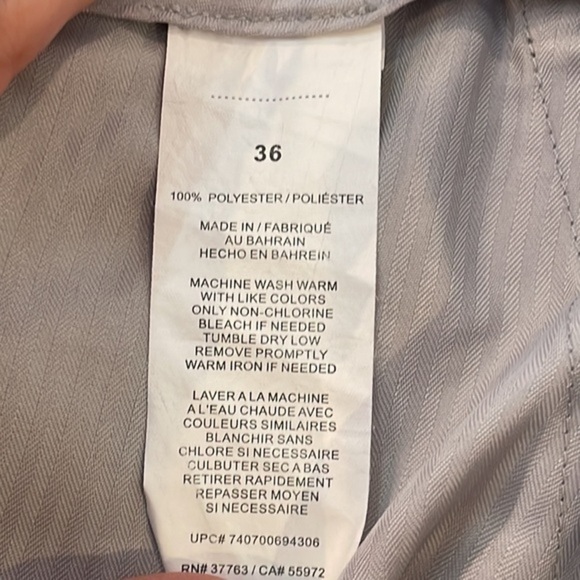 36
100% POLYESTER / POLIÉSTER
MADE IN / FABRIQUÉ
AU BAHRAIN
HECHO EN BAHREIN
MACHINE WASH WARM
WITH LIKE COLORS
ONLY NON-CHLORINE
BLEACH IF NEEDED
TUMBLE DRY LOW
REMOVE PROMPTLY
WARM IRON IF NEEDED
LAVER A LA MACHINE
A L'EAU CHAUDE AVEC
COULEURS SIMILAIRES
BLANCHIR SANS
CHLORE SI NECESSAIRE
CULBUTER SEC A BAS
RETIRER RAPIDEMENT
REPASSER MOYEN
SI NECESSAIRE
UPC# 740700694306
RN# 37763 / CA# 55972